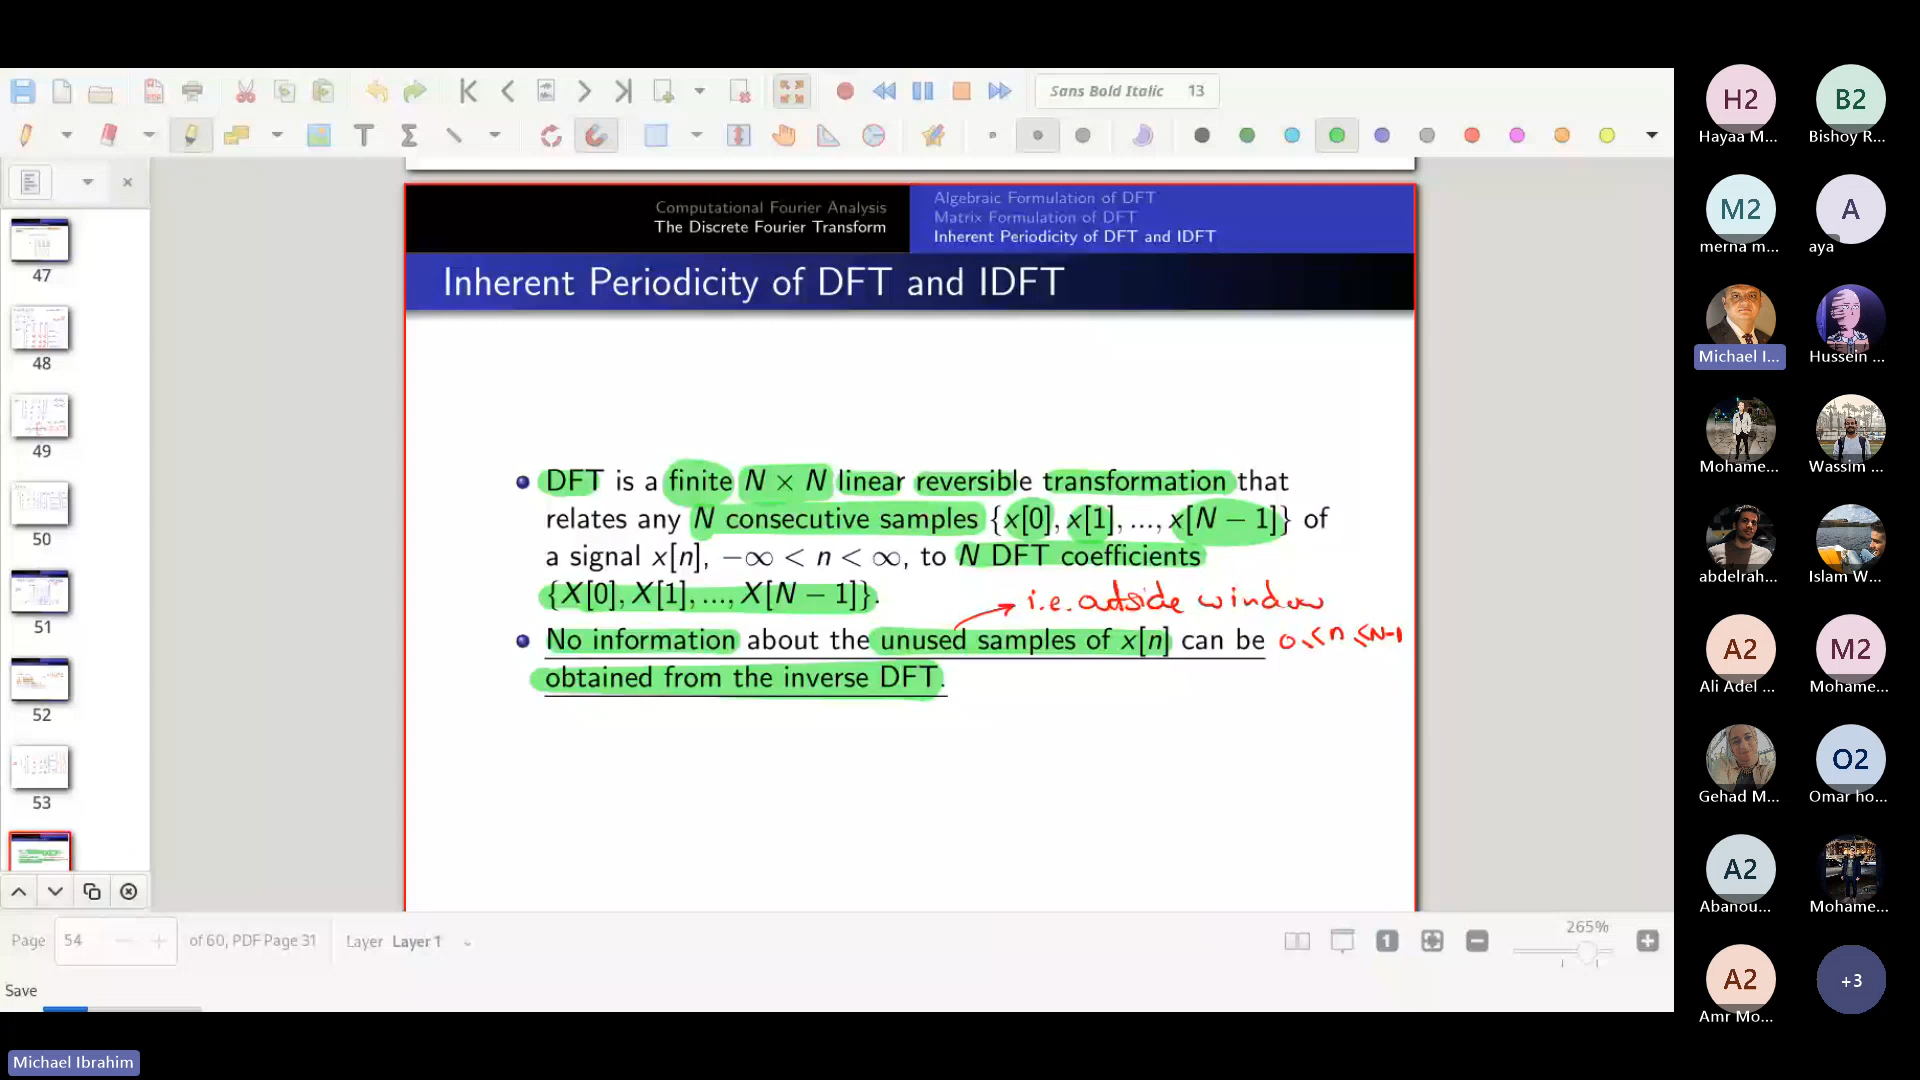 Sans Bold Italic 13
47
48
49
50
51
52
53
Computational Fourier Analysis
The Discrete Fourier Transform
Algebraic Formulation of DFT
Matrix Formulation of DFT
Inherent Periodicity of DFT and IDFT
Inherent Periodicity of DFT and IDFT
DFT is a finite N × N linear reversible transformation that
relates any N consecutive samples {x[0], x[1], ..., x[N − 1]} of
a signal x[n], −∞ < n < ∞, to N DFT coefficients
{X[0], X[1], ..., X[N − 1]}.
i.e. outside window
No information about the unused samples of x[n] can be
0 ≤ n ≤ N-1
obtained from the inverse DFT.
Page 54 of 60, PDF Page 31 Layer Layer 1
1
265%
Save
Michael Ibrahim
H2 B2
Hayaa M... Bishoy R...
M2 A
merna m... aya
Michael I... Hussein ...
Mohame... Wassim ...
abdelrah... Islam W...
A2 M2
Ali Adel ... Mohame...
O2
Gehad M... Omar ho...
A2
Abanou... Mohame...
A2 +3
Amr Mo...